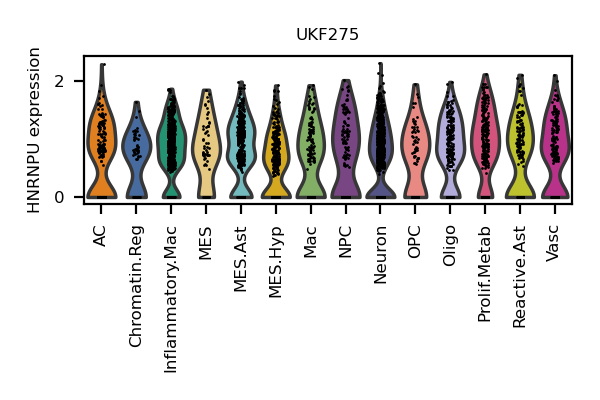 UKF275
HNRNPU expression
2
0
AC
Chromatin.Reg
Inflammatory.Mac
MES
MES.Ast
MES.Hyp
Mac
NPC
Neuron
OPC
Oligo
Prolif.Metab
Reactive.Ast
Vasc